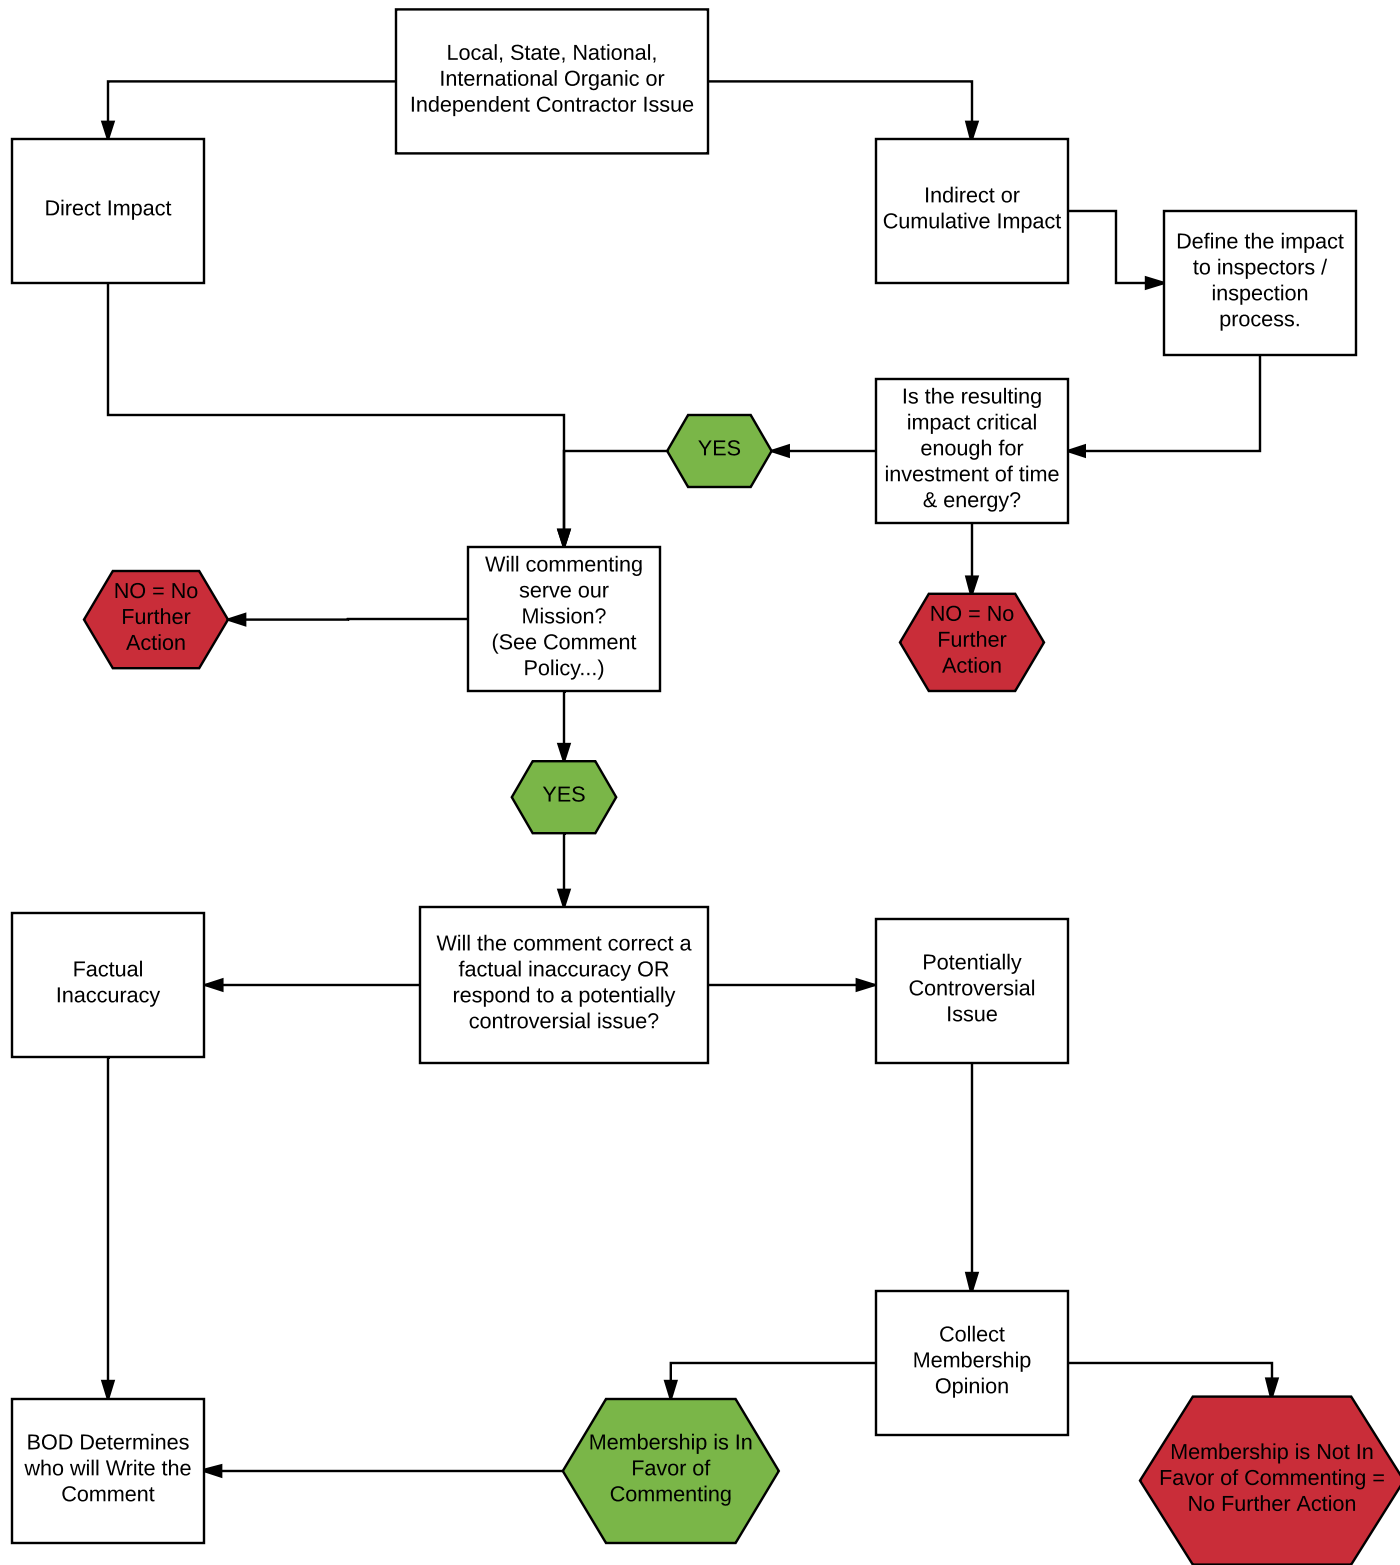 Local, State, National,
International Organic or
Independent Contractor Issue
Direct Impact
Indirect or
Cumulative Impact
Define the impact
to inspectors /
inspection
process.
Is the resulting
impact critical
enough for
investment of time
& energy?
YES
NO = No
Further
Action
Will commenting
serve our
Mission?
(See Comment
Policy...)
NO = No
Further
Action
YES
Will the comment correct a
factual inaccuracy OR
respond to a potentially
controversial issue?
Factual
Inaccuracy
Potentially
Controversial
Issue
Collect
Membership
Opinion
BOD Determines
who will Write the
Comment
Membership is In
Favor of
Commenting
Membership is Not In
Favor of Commenting =
No Further Action